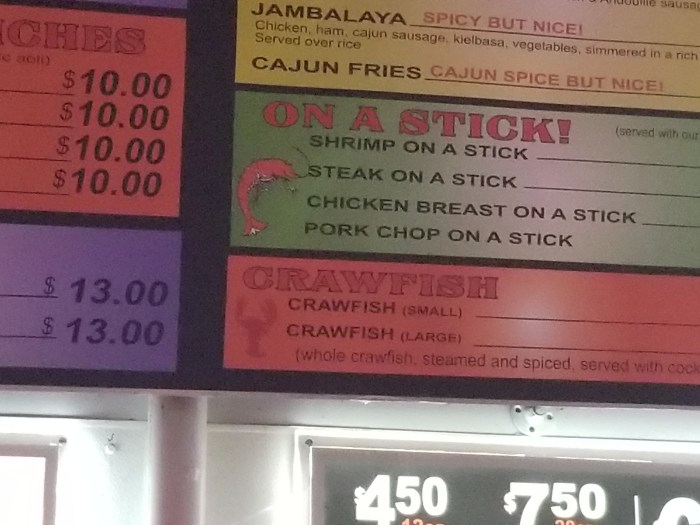 $10.00
$10.00
$10.00
$10.00
$ 13.00
$ 13.00
JAMBALAYA SPICY BUT NICE!
Chicken, ham, cajun sausage, kielbasa, vegetables, simmered in a rich
Served over rice
CAJUN FRIES CAJUN SPICE BUT NICE!
ON A STICK! (served with our
SHRIMP ON A STICK
STEAK ON A STICK
CHICKEN BREAST ON A STICK
PORK CHOP ON A STICK
CRAWFISH
CRAWFISH (SMALL)
CRAWFISH (LARGE)
(whole crawfish, steamed and spiced, served with cock
$450 $750